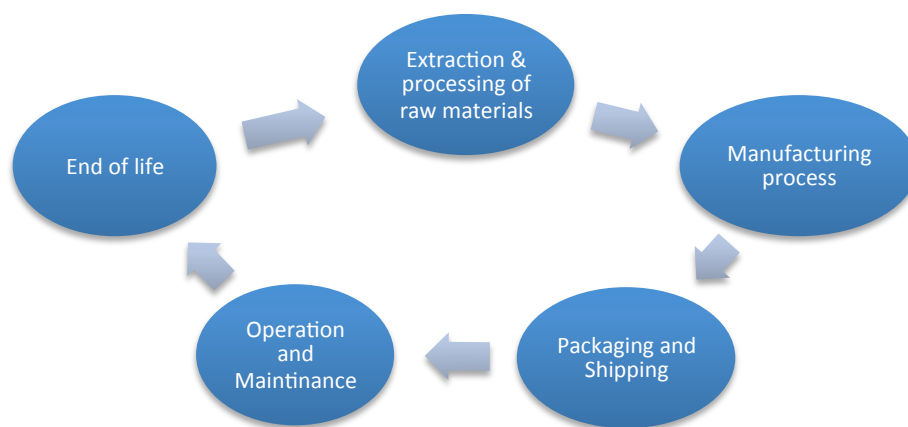 Extraction &
processing of
raw materials
Manufacturing
process
Packaging and
Shipping
Operation
and
Maintinance
End of life